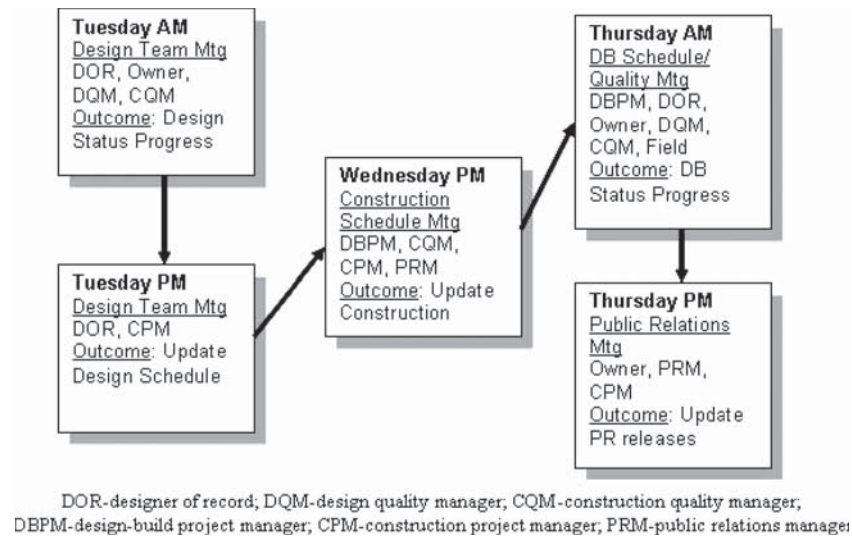 Tuesday AM
Design Team Mtg
DOR, Owner,
DQM, CQM
Outcome: Design
Status Progress
Tuesday PM
Design Team Mtg
DOR, CPM
Outcome: Update
Design Schedule
Wednesday PM
Construction
Schedule Mtg
DBPM, CQM,
CPM, PRM
Outcome: Update
Construction
Thursday AM
DB Schedule/
Quality Mtg
DBPM, DOR,
Owner, DQM,
CQM, Field
Outcome: DB
Status Progress
Thursday PM
Public Relations
Mtg
Owner, PRM,
CPM
Outcome: Update
PR releases
DOR-designer of record; DQM-design quality manager; CQM-construction quality manager;
DBPM-design-build project manager; CPM-construction project manager; PRM-public relations manager